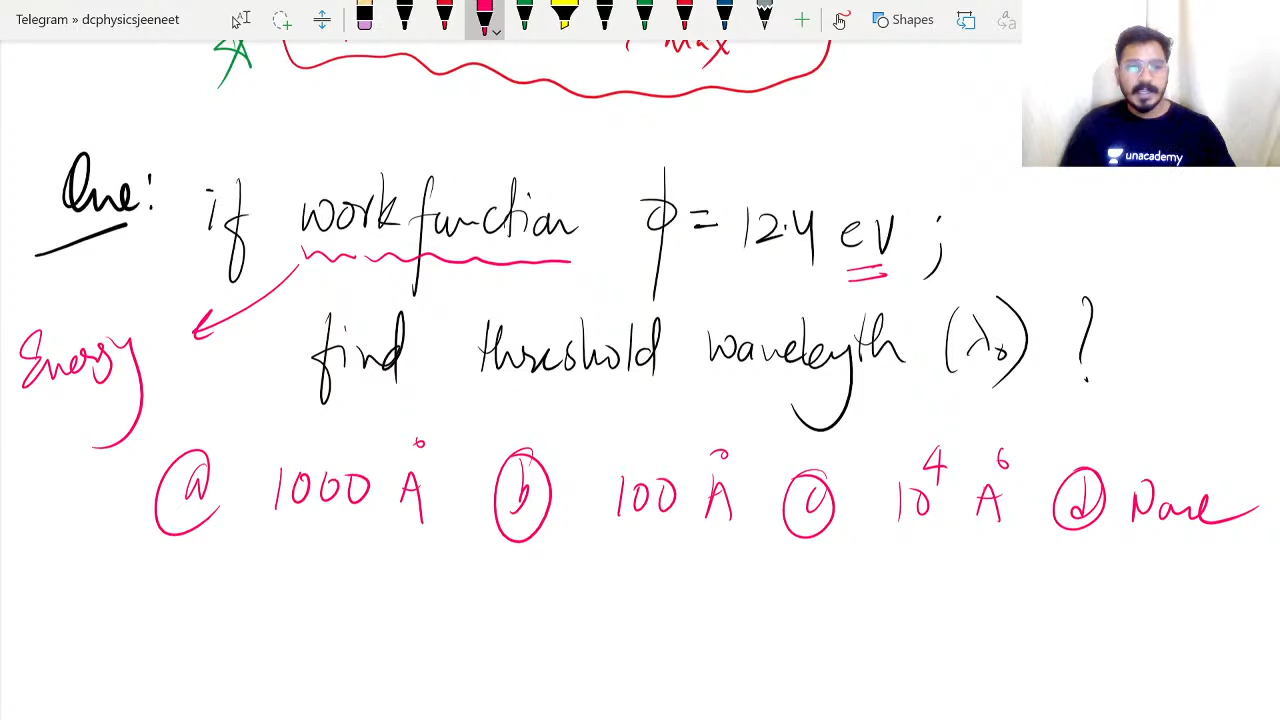 Telegram » dcphysicsjeeneet
Shapes
max
unacademy
Que: if work function ϕ = 12.4 eV ;
find threshold wavelength (λ₀) ?
Energy
ⓐ 1000 Å ⓑ 100 Å ⓒ 10⁴ Å ⓓ None